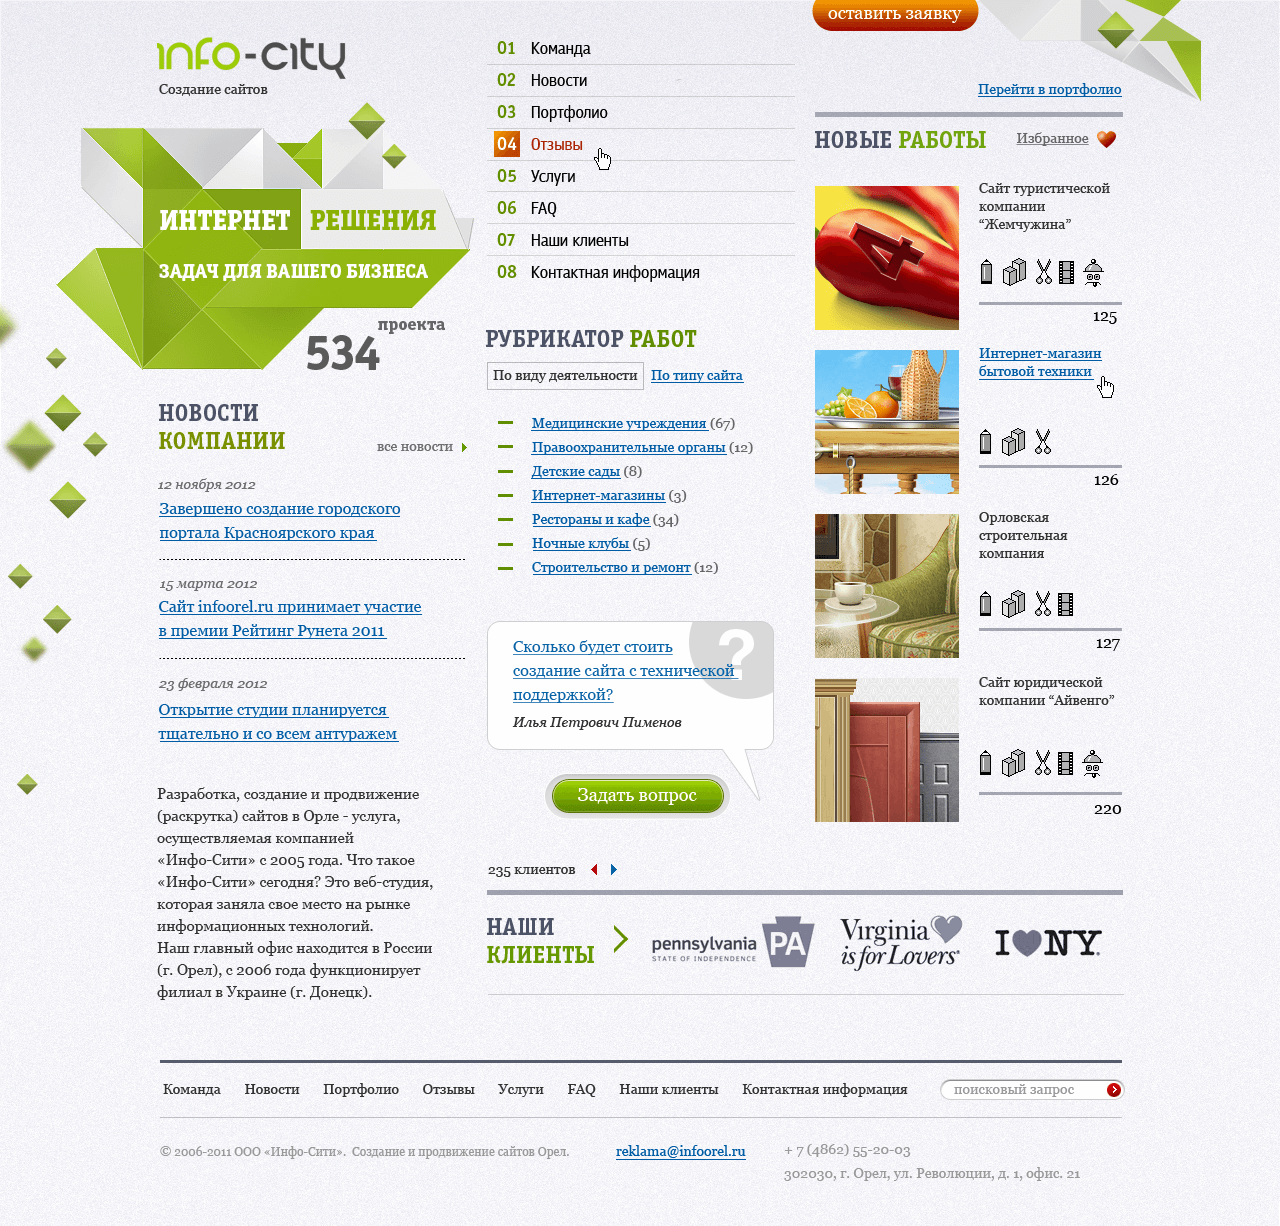 info-city
Создание сайтов
ИНТЕРНЕТ РЕШЕНИЯ
ЗАДАЧ ДЛЯ ВАШЕГО БИЗНЕСА
534 проекта
01 Команда
02 Новости
03 Портфолио
04 Отзывы
05 Услуги
06 FAQ
07 Наши клиенты
08 Контактная информация
оставить заявку
Перейти в портфолио
НОВЫЕ РАБОТЫ
Избранное
4
Сайт туристической
компании
“Жемчужина”
125
Интернет-магазин
бытовой техники
126
Орловская
строительная
компания
127
Сайт юридической
компании “Айвенго”
220
НОВОСТИ
КОМПАНИИ
все новости
12 ноября 2012
Завершено создание городского
портала Красноярского края
15 марта 2012
Сайт infoorel.ru принимает участие
в премии Рейтинг Рунета 2011
23 февраля 2012
Открытие студии планируется
тщательно и со всем антуражем
Разработка, создание и продвижение
(раскрутка) сайтов в Орле - услуга,
осуществляемая компанией
«Инфо-Сити» с 2005 года. Что такое
«Инфо-Сити» сегодня? Это веб-студия,
которая заняла свое место на рынке
информационных технологий.
Наш главный офис находится в России
(г. Орел), с 2006 года функционирует
филиал в Украине (г. Донецк).
РУБРИКАТОР РАБОТ
По виду деятельности По типу сайта
Медицинские учреждения (67)
Правоохранительные органы (12)
Детские сады (8)
Интернет-магазины (3)
Рестораны и кафе (34)
Ночные клубы (5)
Строительство и ремонт (12)
?
Сколько будет стоить
создание сайта с технической
поддержкой?
Илья Петрович Пименов
Задать вопрос
235 клиентов
НАШИ
КЛИЕНТЫ
pennsylvania
STATE OF INDEPENDENCE
PA
Virginia
is for Lovers
I NY.
Команда Новости Портфолио Отзывы Услуги FAQ Наши клиенты Контактная информация
поисковый запрос
© 2006-2011 ООО «Инфо-Сити». Создание и продвижение сайтов Орел.
reklama@infoorel.ru
+ 7 (4862) 55-20-03
302030, г. Орел, ул. Революции, д. 1, офис. 21